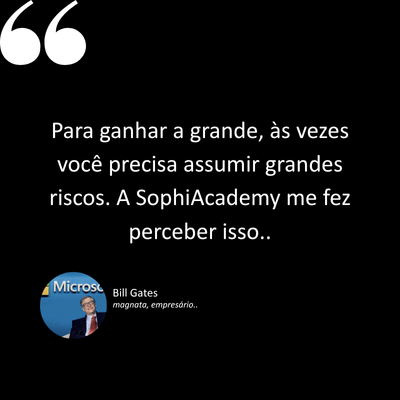 Para ganhar a grande, às vezes
você precisa assumir grandes
riscos. A SophiAcademy me fez
perceber isso..
Microsc
Bill Gates
magnata, empresário..